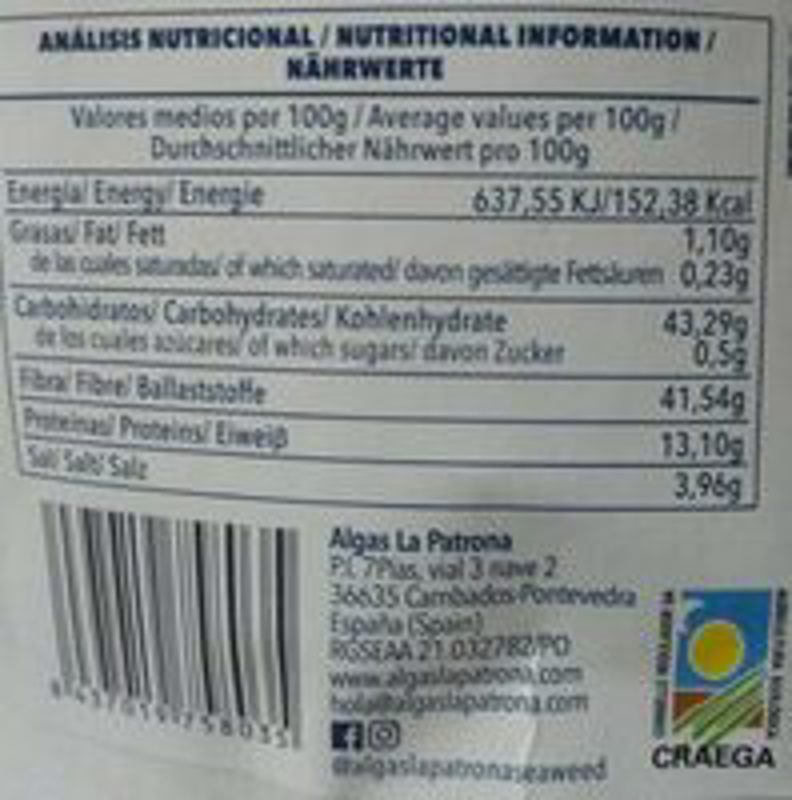 ANÁLISIS NUTRICIONAL / NUTRITIONAL INFORMATION /
NÄHRWERTE
Valores medios por 100g / Average values per 100g /
Durchschnittlicher Nährwert pro 100g
Energía/ Energy/ Energie 637,55 KJ/152,38 Kcal
Grasas/ Fat/ Fett 1,10g
de las cuales saturadas/ of which saturated/ davon gesättigte Fettsäuren 0,23g
Carbohidratos/ Carbohydrates/ Kohlenhydrate 43,29g
de los cuales azúcares/ of which sugars/ davon Zucker 0,5g
Fibra/ Fibre/ Ballaststoffe 41,54g
Proteínas/ Proteins/ Eiweiβ 13,10g
Sal/ Salt/ Salz 3,96g
Algas La Patrona
P.I. 7Pías, vial 3 nave 2
36635 Cambados-Pontevedra
España (Spain)
RGSEAA 21.032782/PO
www.algaslapatrona.com
hola@algaslapatrona.com
@algaslapatronaseaweed
CRAEGA